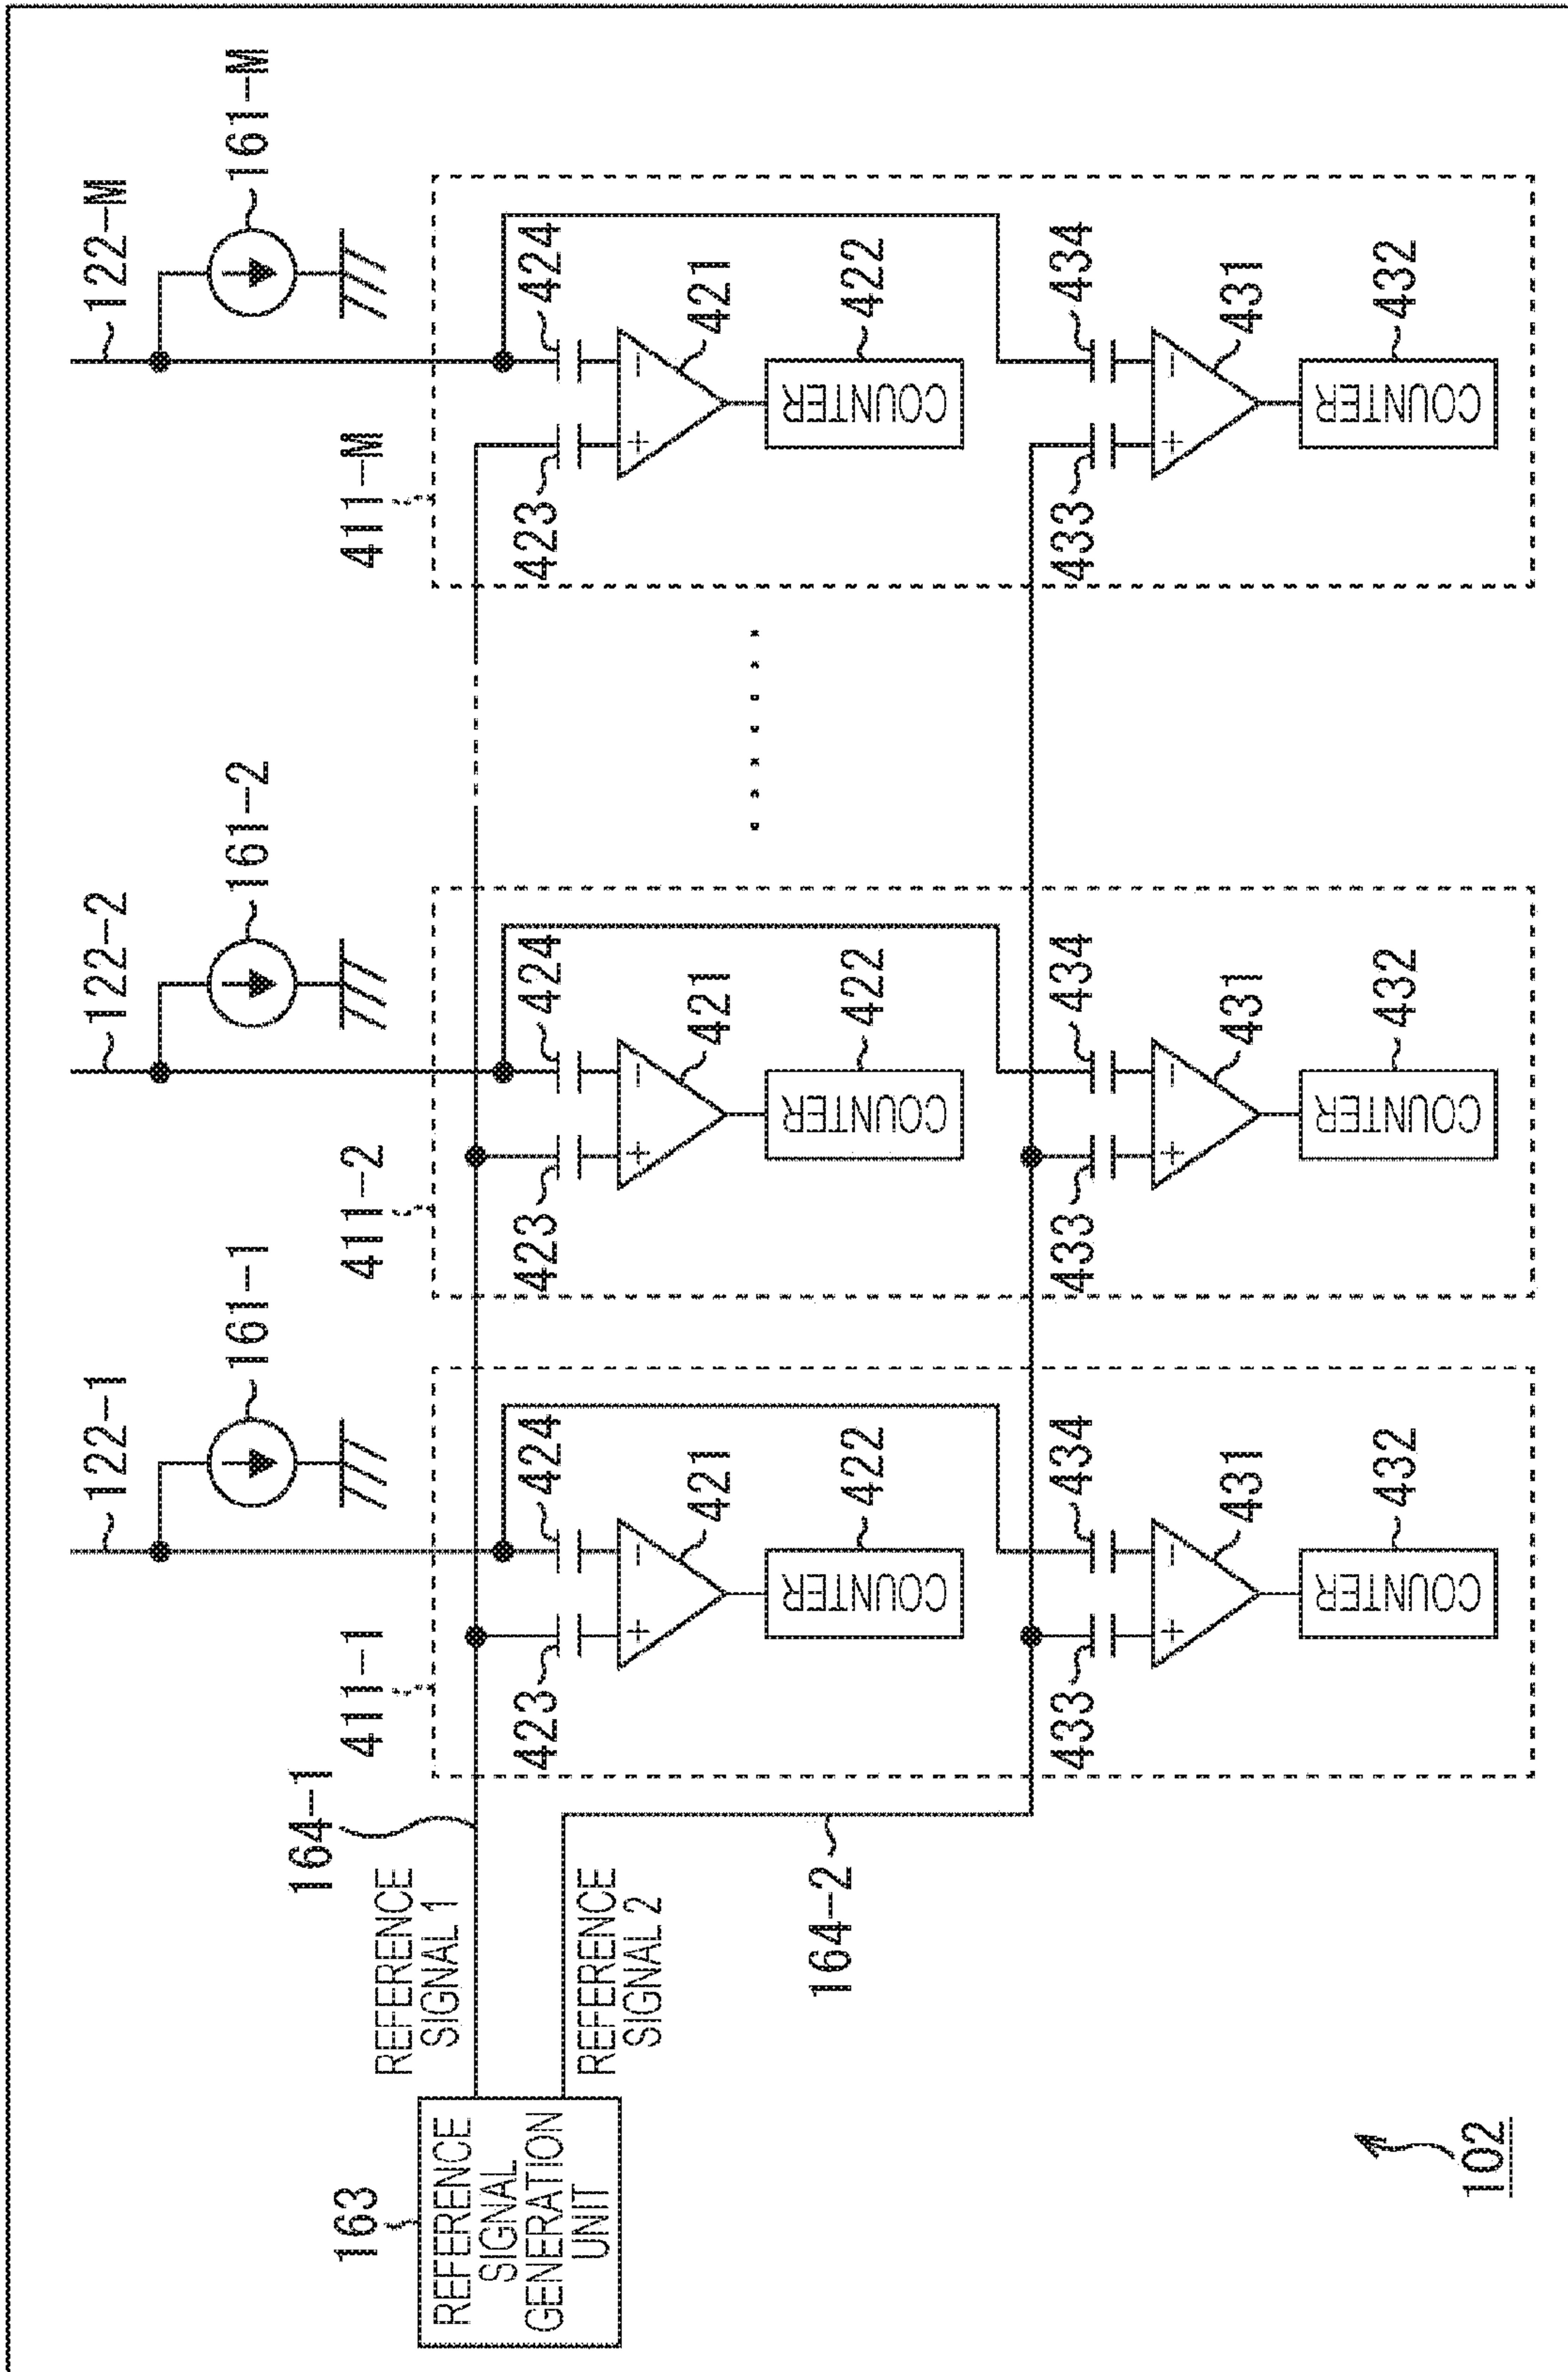 122-1
122-2
122-M
161-1
161-2
161-M
411-1
411-2
411-M
164-1
REFERENCE
SIGNAL 1
163
REFERENCE
SIGNAL
GENERATION
UNIT
REFERENCE
SIGNAL 2
164-2
423
424
423
424
423
424
+ −
+ −
+ −
421
421
421
COUNTER
422
COUNTER
422
COUNTER
422
433
434
433
434
433
434
+ −
+ −
+ −
431
431
431
COUNTER
432
COUNTER
432
COUNTER
432
102